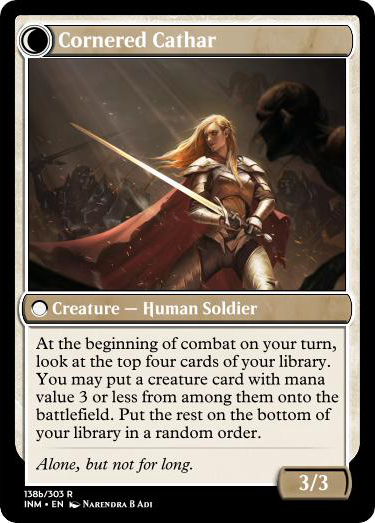 Cornered Cathar
Creature — Human Soldier
At the beginning of combat on your turn,
look at the top four cards of your library.
You may put a creature card with mana
value 3 or less from among them onto the
battlefield. Put the rest on the bottom of
your library in a random order.
Alone, but not for long.
3/3
138b/303 R
INM • EN Narendra B Adi